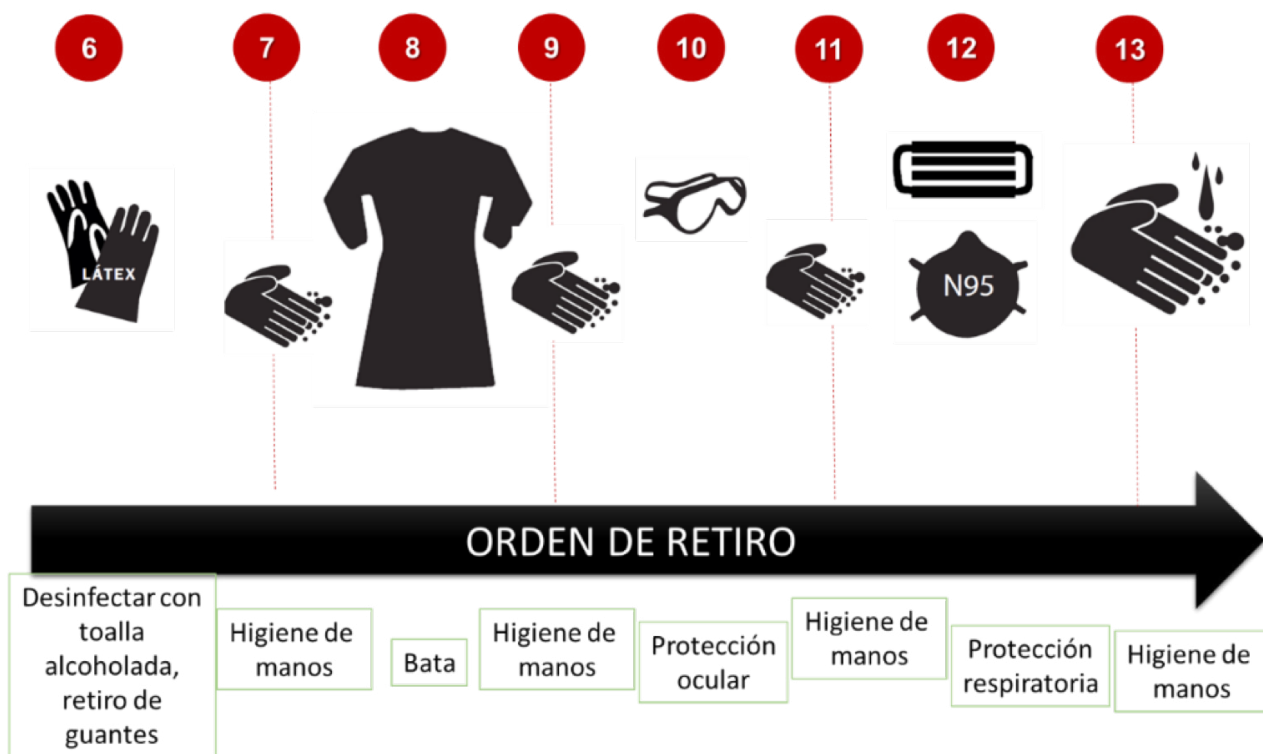 6
7
8
9
10
11
12
13
LÁTEX
N95
ORDEN DE RETIRO
Desinfectar con
toalla
alcoholada,
retiro de
guantes
Higiene de
manos
Bata
Higiene de
manos
Protección
ocular
Higiene de
manos
Protección
respiratoria
Higiene de
manos